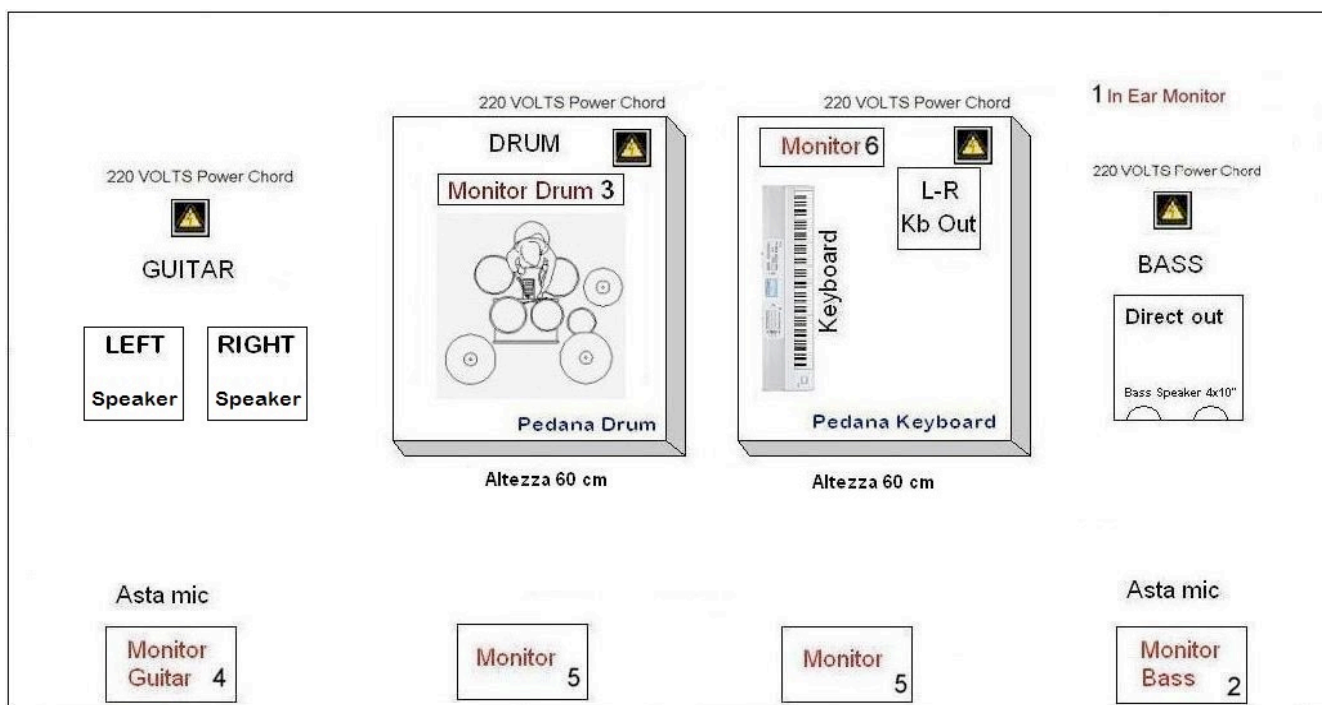 220 VOLTS Power Chord
220 VOLTS Power Chord
1 In Ear Monitor
DRUM
Monitor 6
220 VOLTS Power Chord
220 VOLTS Power Chord
Monitor Drum 3
L-R
Kb Out
GUITAR
Keyboard
BASS
LEFT
Speaker
RIGHT
Speaker
Direct out
Bass Speaker 4x10"
Pedana Drum
Pedana Keyboard
Altezza 60 cm
Altezza 60 cm
Asta mic
Asta mic
Monitor
Guitar 4
Monitor
5
Monitor
5
Monitor
Bass 2